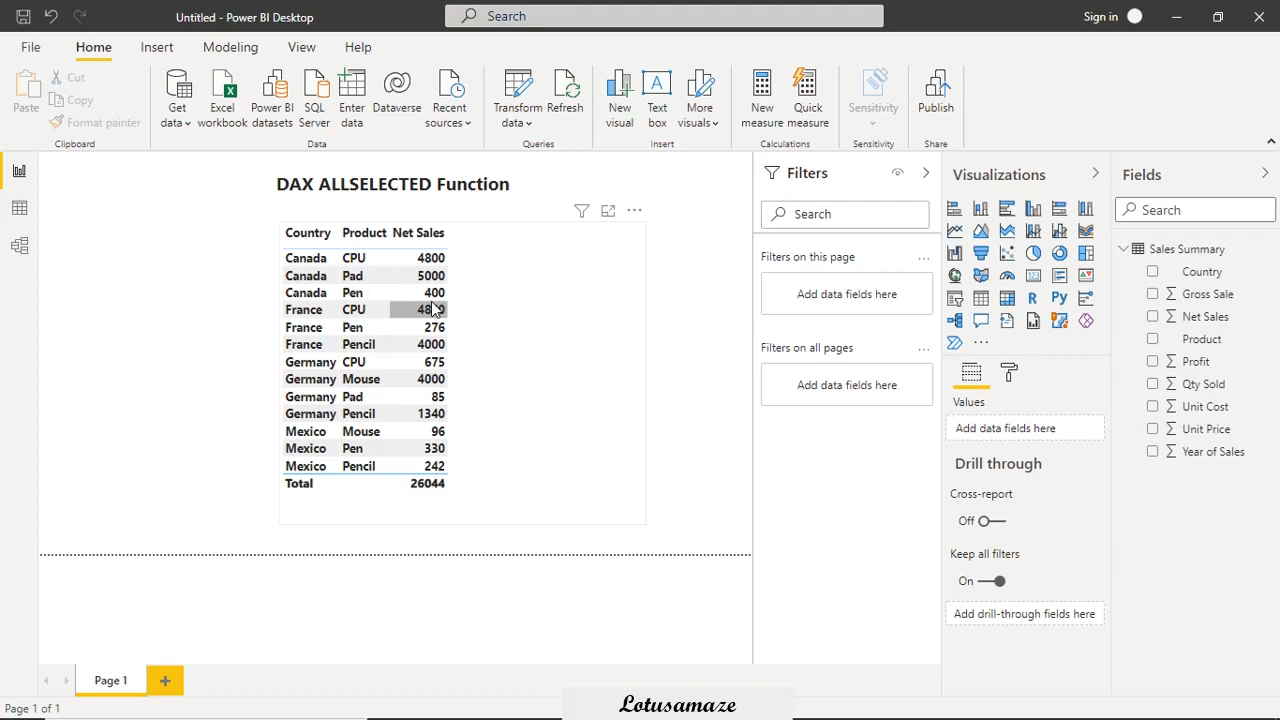 Untitled - Power BI Desktop
Search
Sign in
File
Home
Insert
Modeling
View
Help
Paste
Cut
Copy
Format painter
Clipboard
Get data
Excel workbook
Power BI datasets
SQL Server
Enter data
Dataverse
Recent sources
Data
Transform data
Refresh
Queries
New visual
Text box
More visuals
Insert
New measure
Quick measure
Calculations
Sensitivity
Sensitivity
Publish
Share
DAX ALLSELECTED Function
Country Product Net Sales
Canada CPU 4800
Canada Pad 5000
Canada Pen 400
France CPU
France Pen 276
France Pencil 4000
Germany CPU 675
Germany Mouse 4000
Germany Pad 85
Germany Pencil 1340
Mexico Mouse 96
Mexico Pen 330
Mexico Pencil 242
Total 26044
Filters
Search
Filters on this page
Add data fields here
Filters on all pages
Add data fields here
Visualizations
R
Py
123
Values
Add data fields here
Drill through
Cross-report
Off
Keep all filters
On
Add drill-through fields here
Fields
Search
Sales Summary
Country
Gross Sale
Net Sales
Product
Profit
Qty Sold
Unit Cost
Unit Price
Year of Sales
Page 1
Page 1 of 1
Lotusamaze